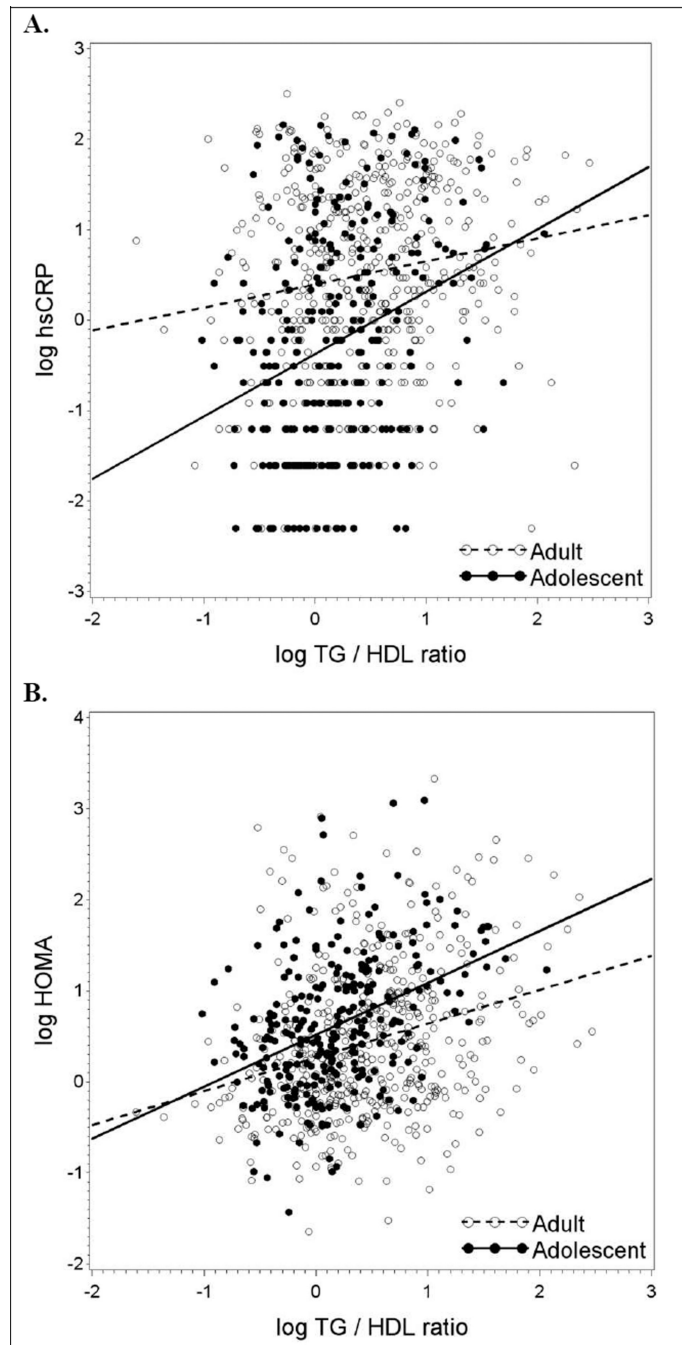 A.
3
2
1
0
-1
-2
-3
log hsCRP
Adult
Adolescent
-2 -1 0 1 2 3
log TG / HDL ratio
B.
4
3
2
1
0
-1
-2
log HOMA
Adult
Adolescent
-2 -1 0 1 2 3
log TG / HDL ratio